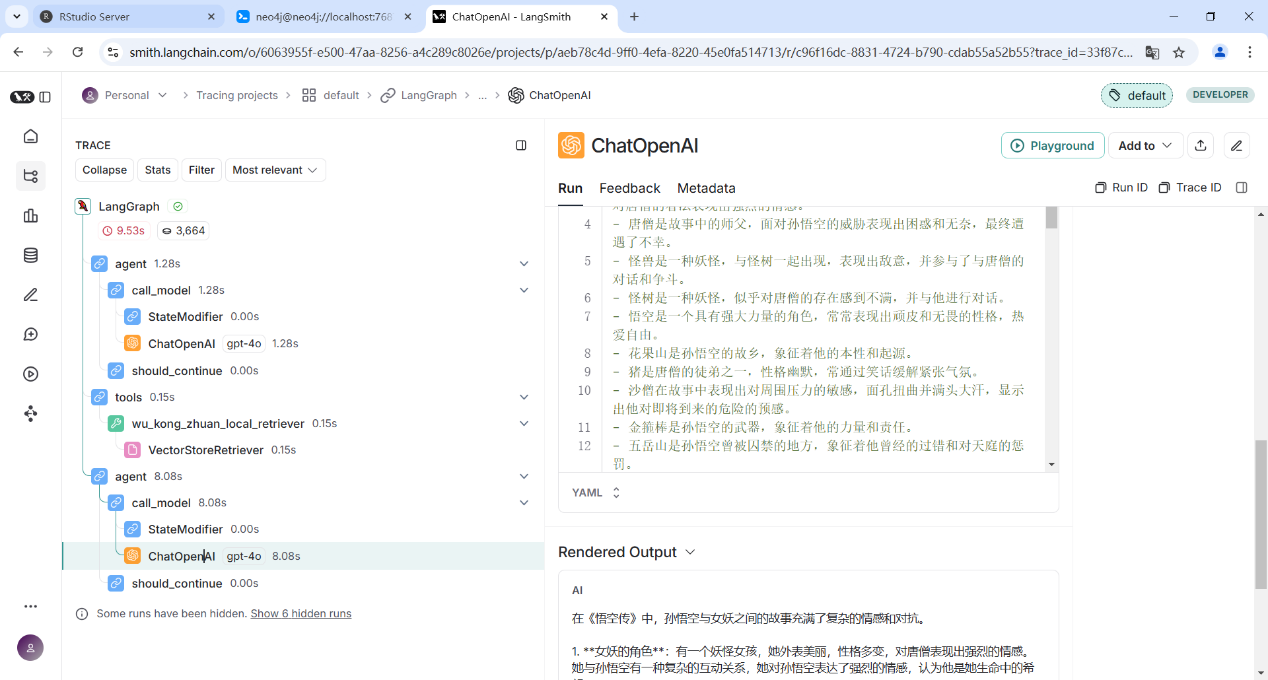 RStudio Server
neo4j@neo4j://localhost:768
ChatOpenAI - LangSmith
smith.langchain.com/o/6063955f-e500-47aa-8256-a4c289c8026e/projects/p/aeb78c4d-9ff0-4efa-8220-45e0fa514713/r/c96f16dc-8831-4724-b790-cdab55a52b55?trace_id=33f87c...
Personal
Tracing projects
default
LangGraph
...
ChatOpenAI
default
DEVELOPER
TRACE
Collapse
Stats
Filter
Most relevant
LangGraph
9.53s
3,664
agent 1.28s
call_model 1.28s
StateModifier 0.00s
ChatOpenAI gpt-4o 1.28s
should_continue 0.00s
tools 0.15s
wu_kong_zhuan_local_retriever 0.15s
VectorStoreRetriever 0.15s
agent 8.08s
call_model 8.08s
StateModifier 0.00s
ChatOpenAI gpt-4o 8.08s
should_continue 0.00s
Some runs have been hidden. Show 6 hidden runs
ChatOpenAI
Playground
Add to
Run
Feedback
Metadata
Run ID
Trace ID
对唐僧的看法表现出强烈的情感。
4 - 唐僧是故事中的师父，面对孙悟空的威胁表现出困惑和无奈，最终遭
遇了不幸。
5 - 怪兽是一种妖怪，与怪树一起出现，表现出敌意，并参与了与唐僧的
对话和争斗。
6 - 怪树是一种妖怪，似乎对唐僧的存在感到不满，并与他进行对话。
7 - 悟空是一个具有强大力量的角色，常常表现出顽皮和无畏的性格，热
爱自由。
8 - 花果山是孙悟空的故乡，象征着他的本性和起源。
9 - 猪是唐僧的徒弟之一，性格幽默，常通过笑话缓解紧张气氛。
10 - 沙僧在故事中表现出对周围压力的敏感，面孔扭曲并满头大汗，显示
出他对即将到来的危险的预感。
11 - 金箍棒是孙悟空的武器，象征着他的力量和责任。
12 - 五岳山是孙悟空曾被囚禁的地方，象征着他曾经的过错和对天庭的惩
罚。
YAML
Rendered Output
AI
在《悟空传》中，孙悟空与女妖之间的故事充满了复杂的情感和对抗。
1. **女妖的角色**：有一个妖怪女孩，她外表美丽，性格多变，对唐僧表现出强烈的情感。
她与孙悟空有一种复杂的互动关系，她对孙悟空表达了强烈的情感，认为他是她生命中的希